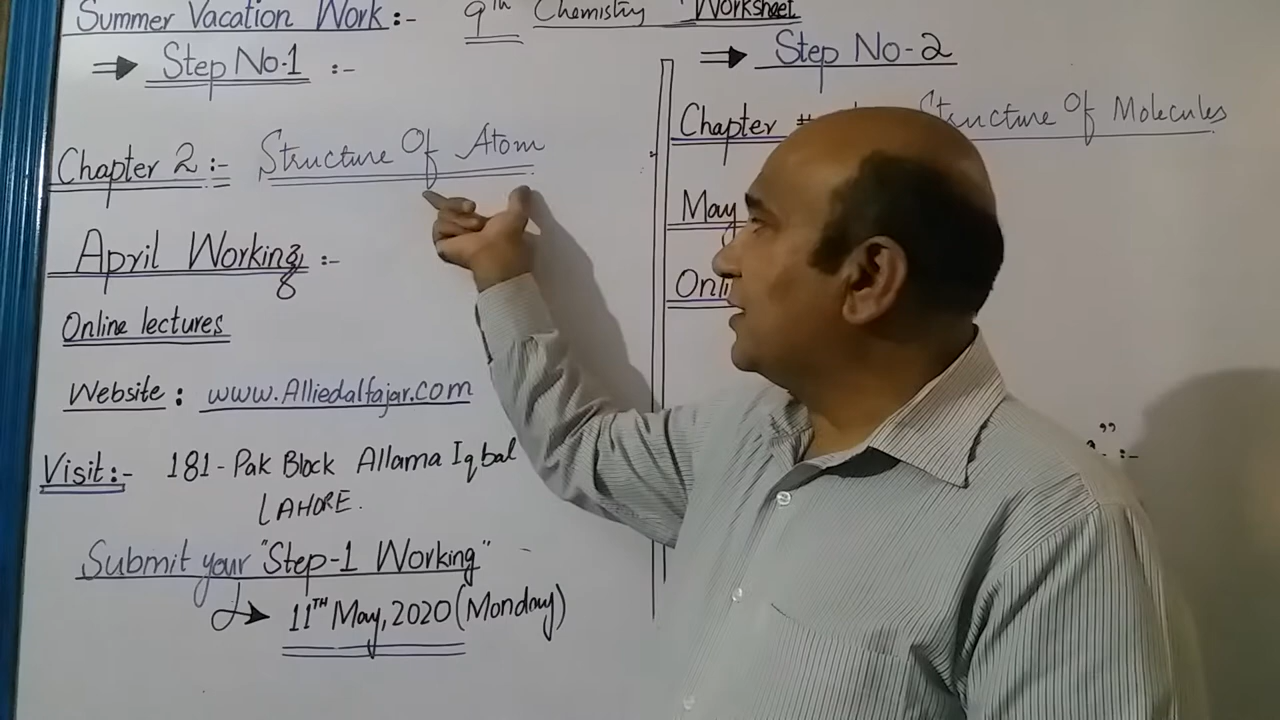 Summer Vacation Work :- 9th Chemistry Worksheet
⇒ Step No.1 :-
Chapter 2 :- Structure Of Atom
April Working :-
Online lectures
Website : www.Alliedalfajar.com
Visit :- 181 - Pak Block Allama Iqbal
LAHORE.
Submit your "Step-1 Working" -
→ 11TH May, 2020 (Monday)
⇒ Step No-2
Chapter # Structure Of Molecules
May
" :-